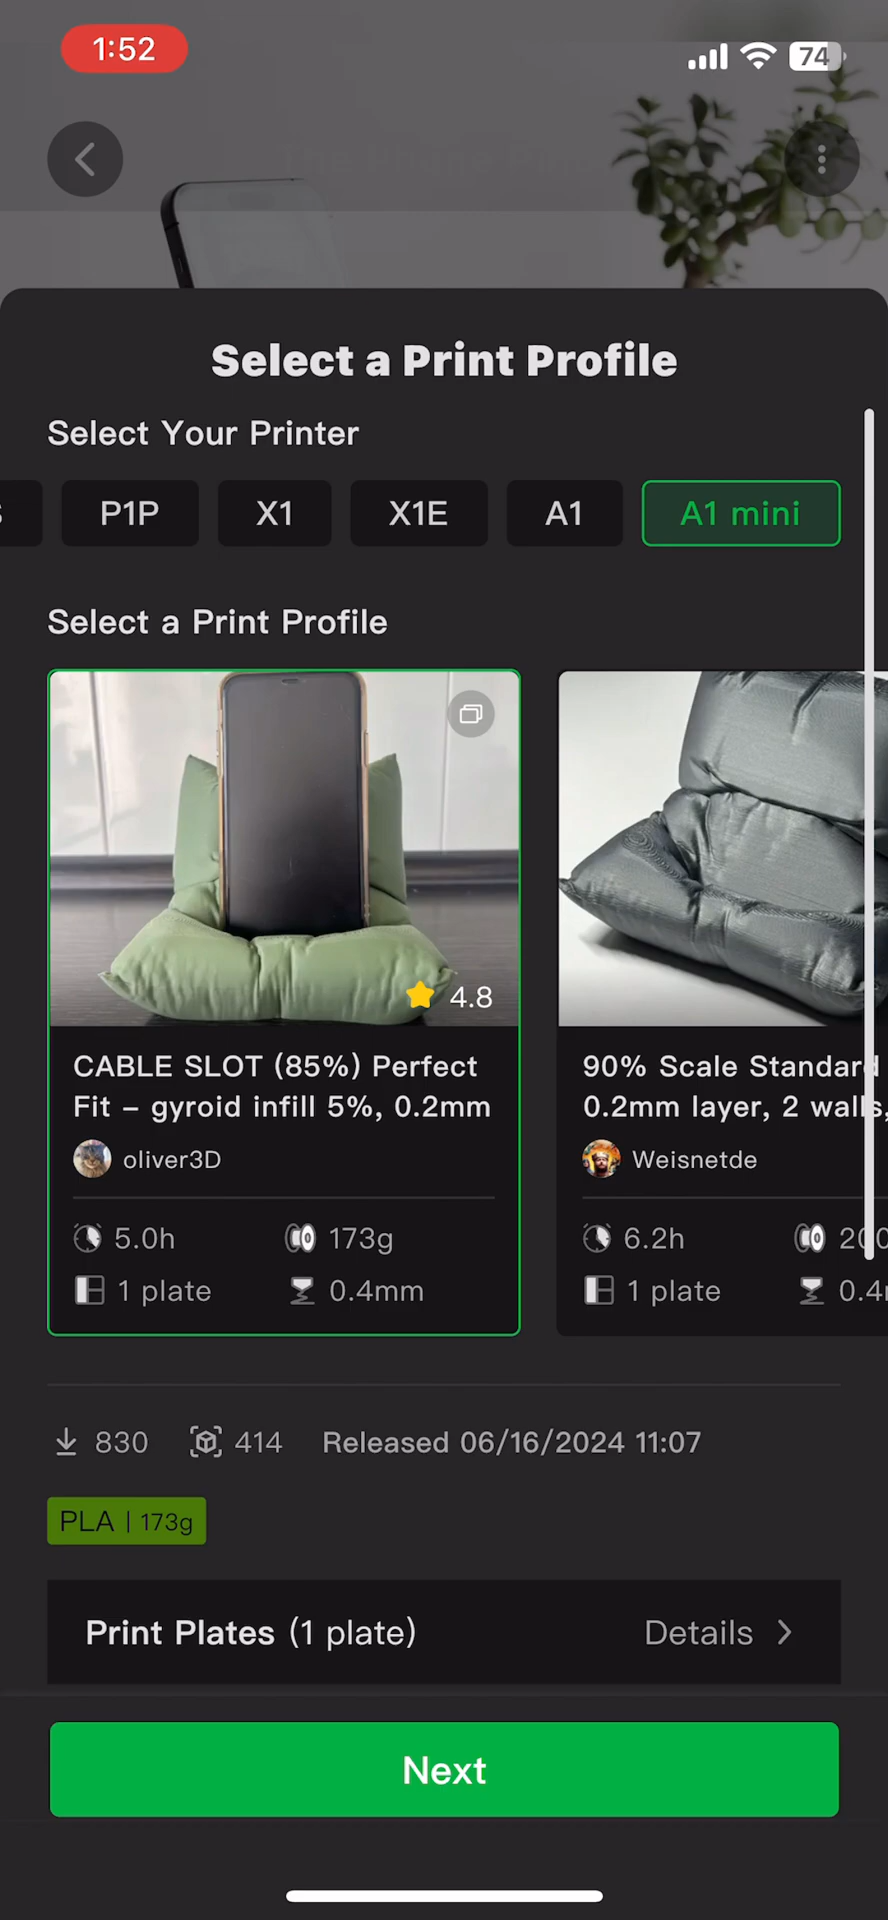 1:52
74
Select a Print Profile
Select Your Printer
P1P
X1
X1E
A1
A1 mini
Select a Print Profile
4.8
CABLE SLOT (85%) Perfect
Fit – gyroid infill 5%, 0.2mm
oliver3D
5.0h
173g
1 plate
0.4mm
90% Scale Standard
0.2mm layer, 2 walls,
Weisnetde
6.2h
1 plate
830
414
Released 06/16/2024 11:07
PLA | 173g
Print Plates (1 plate)
Details
Next